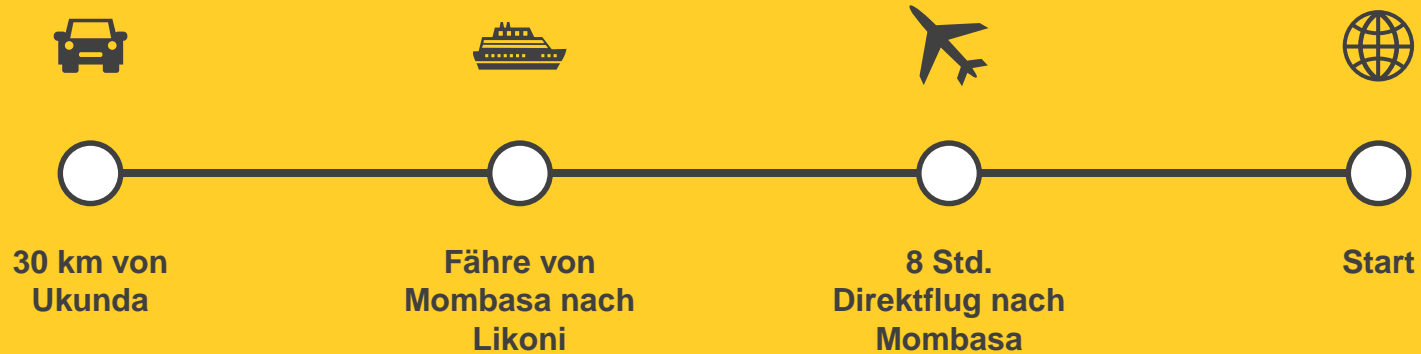 30 km von
Ukunda
Fähre von
Mombasa nach
Likoni
8 Std.
Direktflug nach
Mombasa
Start